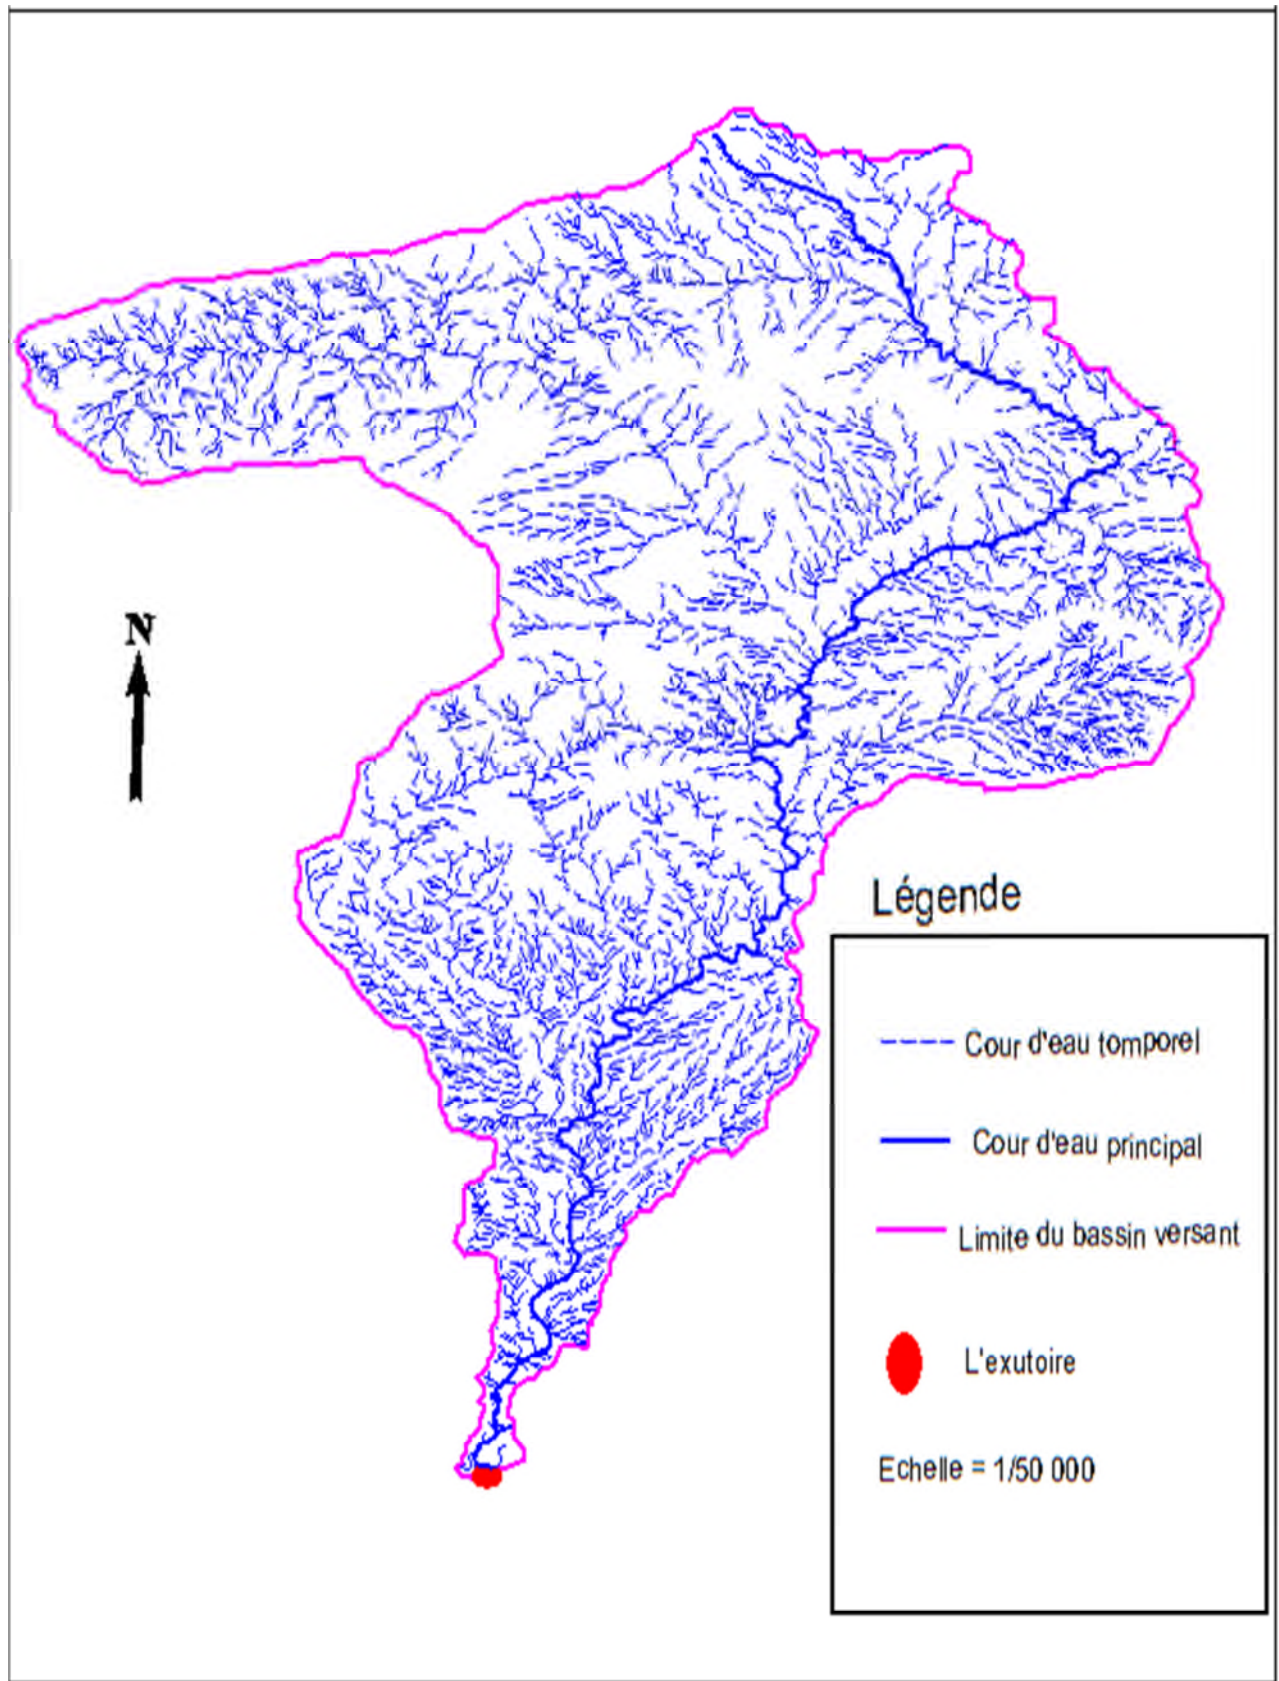 N
Légende
Cour d'eau tomporel
Cour d'eau principal
Limite du bassin versant
L'exutoire
Echelle = 1/50 000